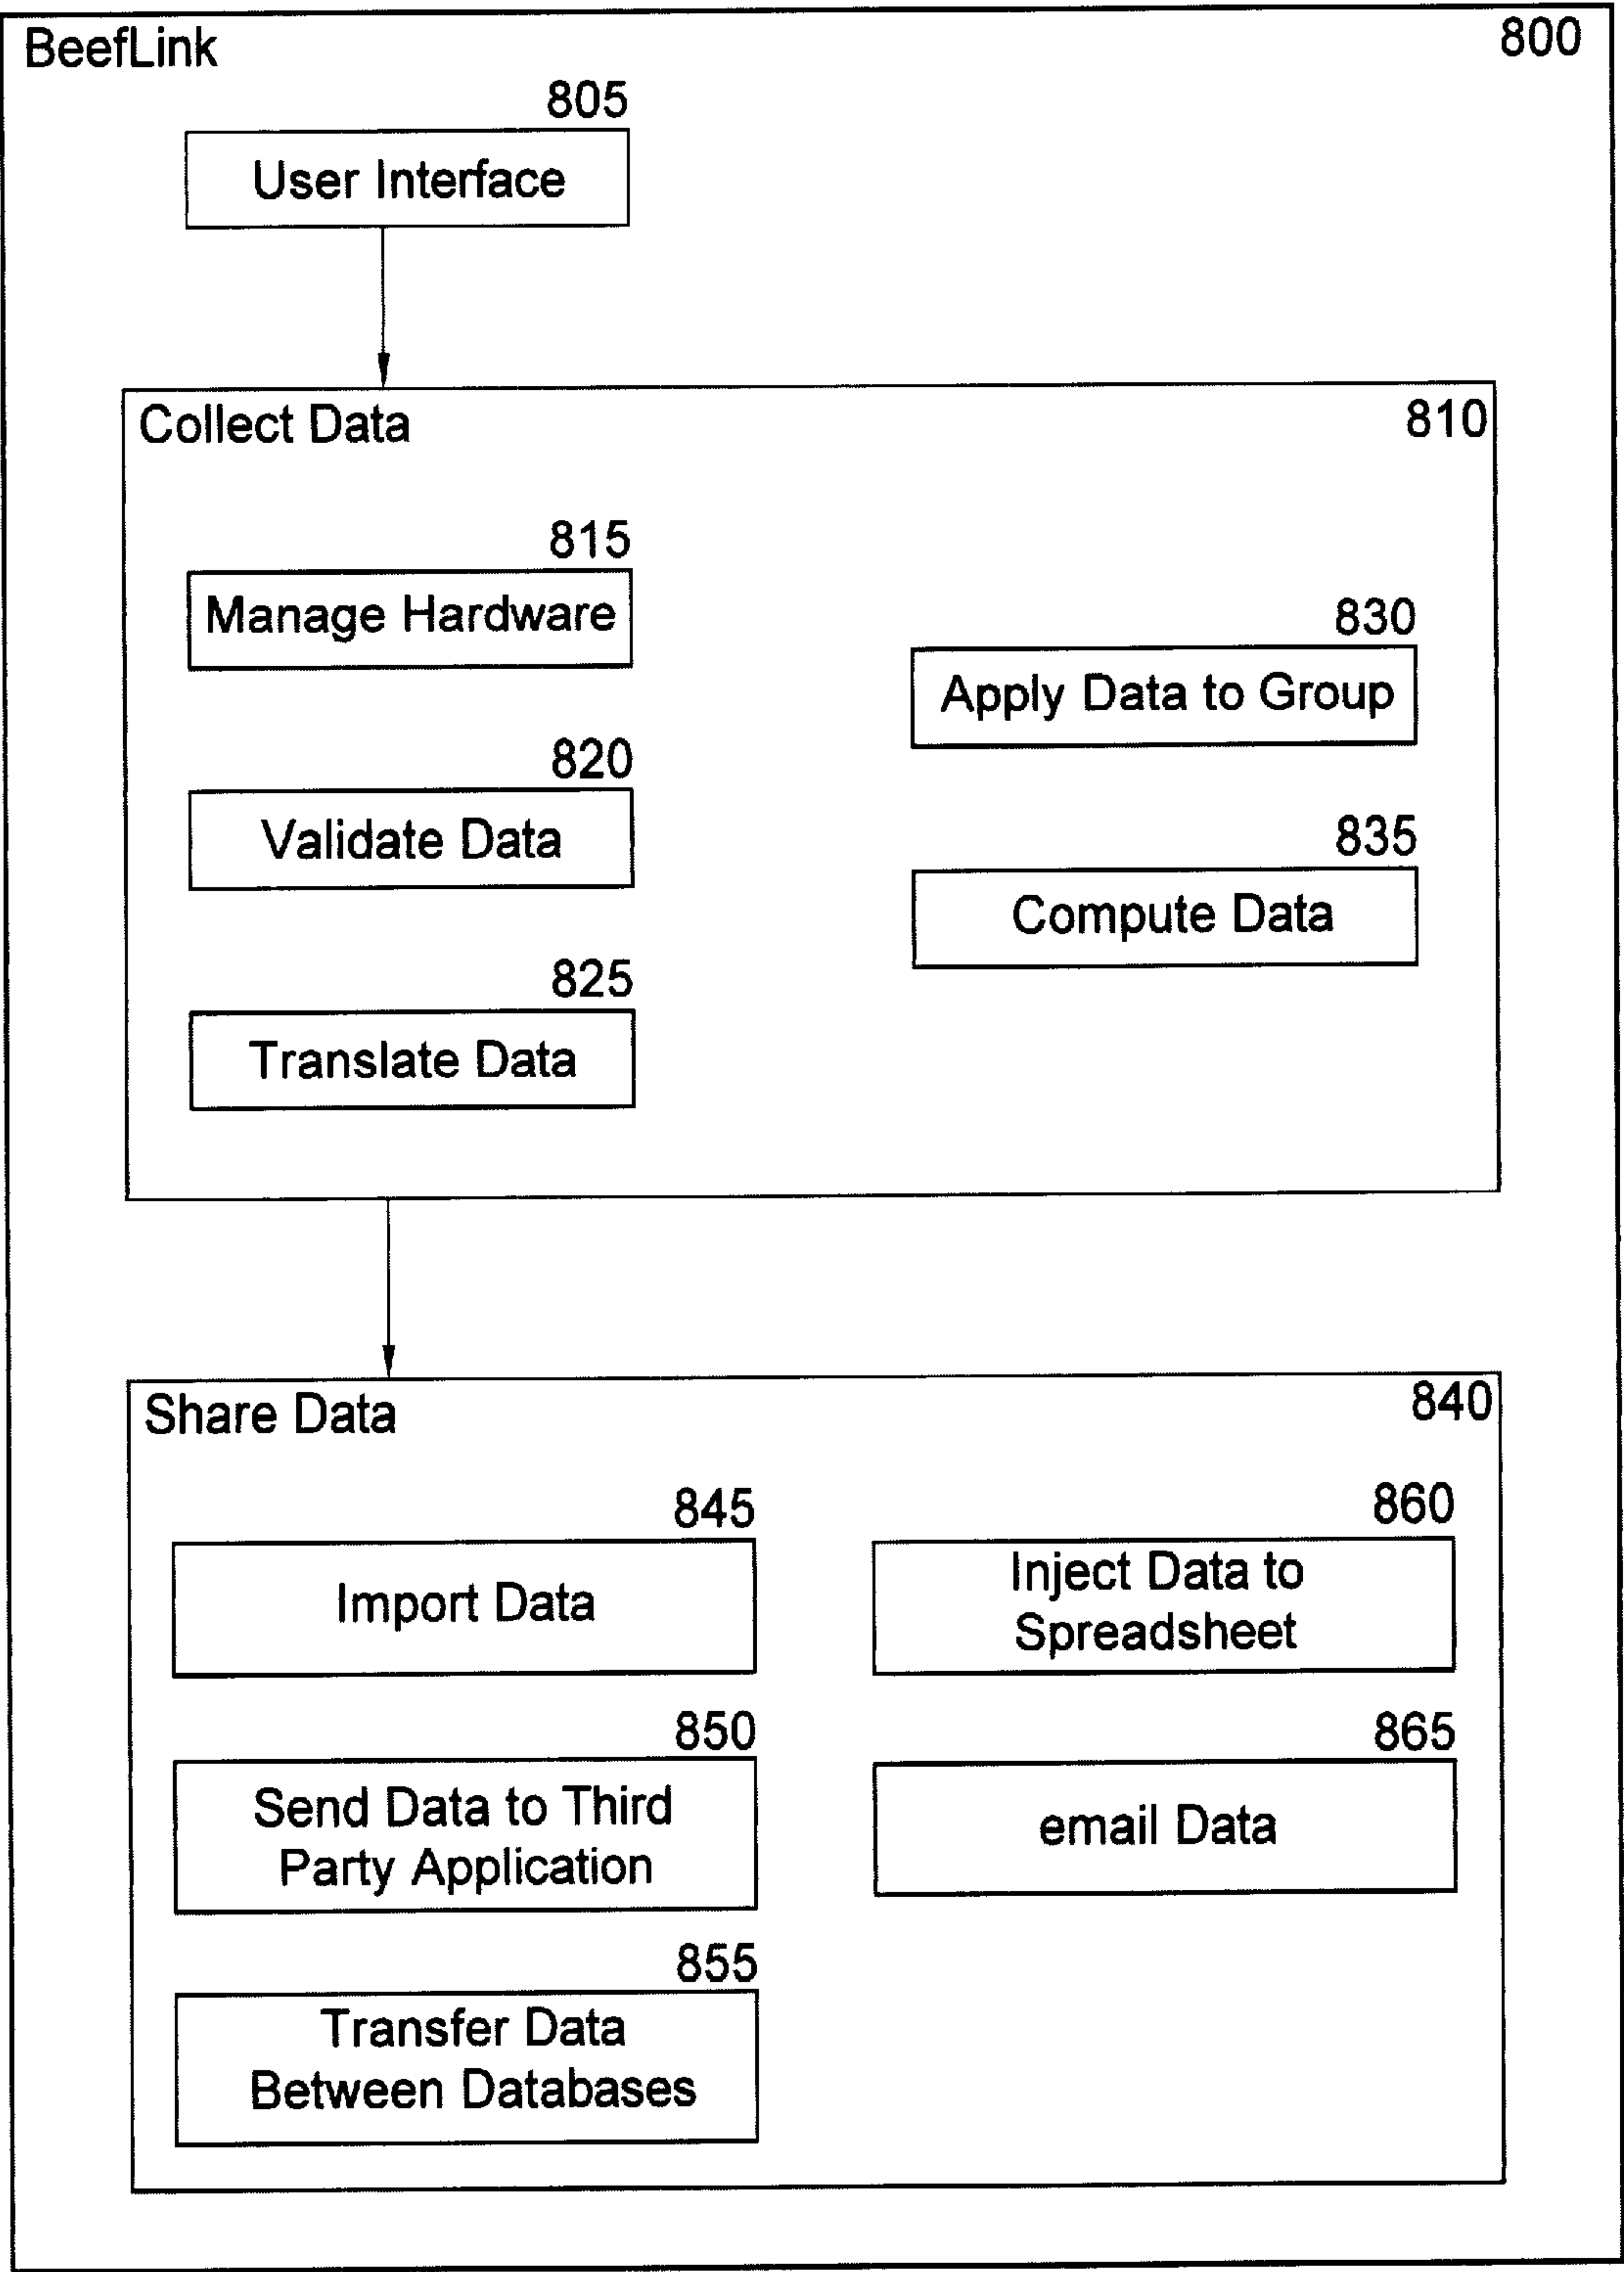 BeefLink 800
805
User Interface
Collect Data 810
815
Manage Hardware
820
Validate Data
825
Translate Data
830
Apply Data to Group
835
Compute Data
Share Data 840
845
Import Data
850
Send Data to Third
Party Application
855
Transfer Data
Between Databases
860
Inject Data to
Spreadsheet
865
email Data